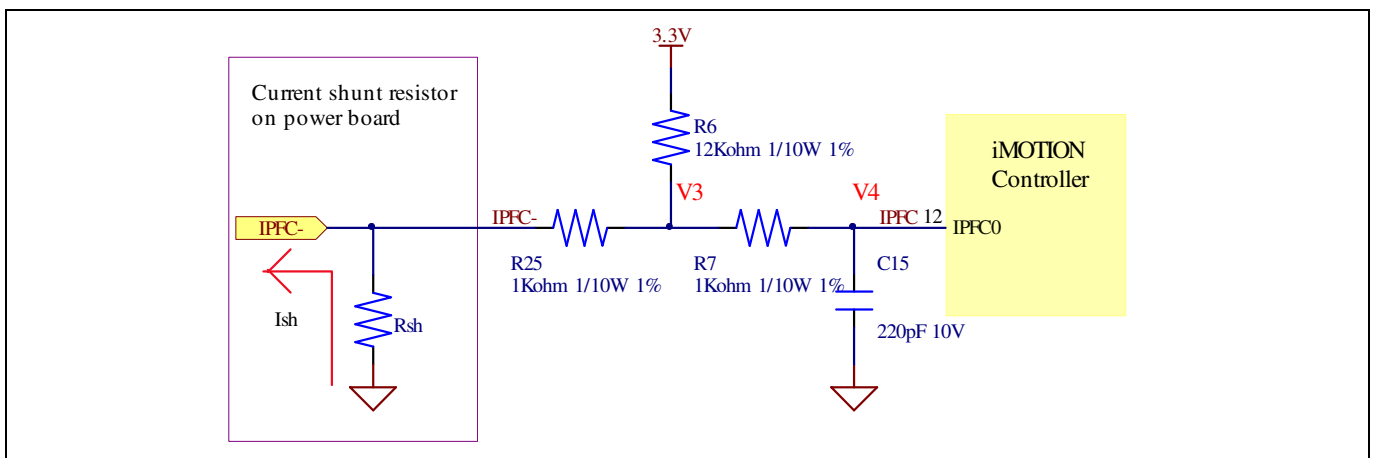 3.3V
Current shunt resistor
on power board
R6
12Kohm 1/10W 1%
iMOTION
Controller
V3
V4
IPFC-
IPFC-
IPFC 12
IPFC0
R25
1Kohm 1/10W 1%
R7
1Kohm 1/10W 1%
C15
220pF 10V
Ish
Rsh